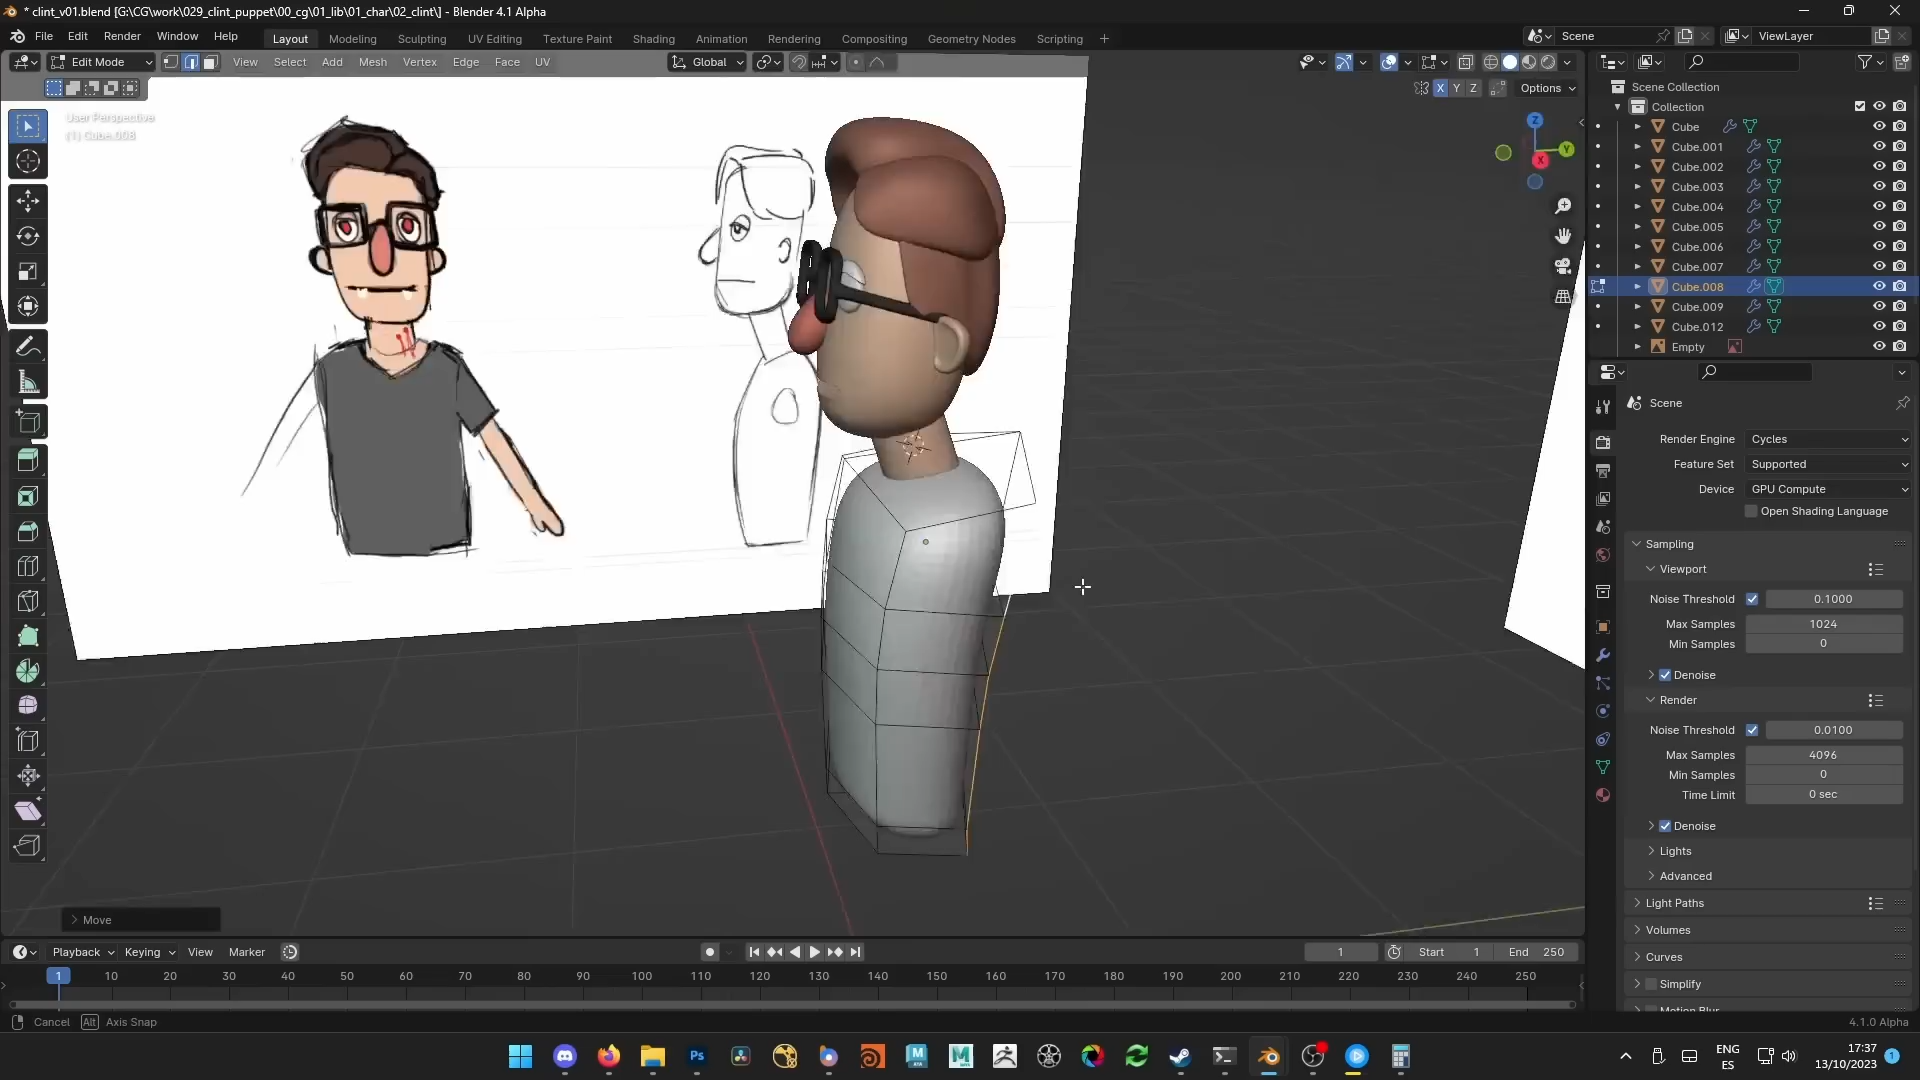 * clint_v01.blend [G:\CG\work\029_clint_puppet\00_cg\01_lib\01_char\02_clint\] - Blender 4.1 Alpha
File Edit Render Window Help
Layout Modeling Sculpting UV Editing Texture Paint Shading Animation Rendering Compositing Geometry Nodes Scripting +
Scene ViewLayer
Edit Mode View Select Add Mesh Vertex Edge Face UV
Global
X Y Z Options
User Perspective
(1) Cube.008
Z
Y
X
Scene Collection
Collection
Cube
Cube.001
Cube.002
Cube.003
Cube.004
Cube.005
Cube.006
Cube.007
Cube.008
Cube.009
Cube.012
Empty
Scene
Render Engine Cycles
Feature Set Supported
Device GPU Compute
Open Shading Language
Sampling
Viewport
Noise Threshold 0.1000
Max Samples 1024
Min Samples 0
Denoise
Render
Noise Threshold 0.0100
Max Samples 4096
Min Samples 0
Time Limit 0 sec
Denoise
Lights
Advanced
Light Paths
Volumes
Curves
Simplify
Motion Blur
Move
Playback Keying View Marker
1 Start 1 End 250
1 10 20 30 40 50 60 70 80 90 100 110 120 130 140 150 160 170 180 190 200 210 220 230 240 250
Cancel Alt Axis Snap
4.1.0 Alpha
Ps
M
M
ENG
ES
17:37
13/10/2023
1